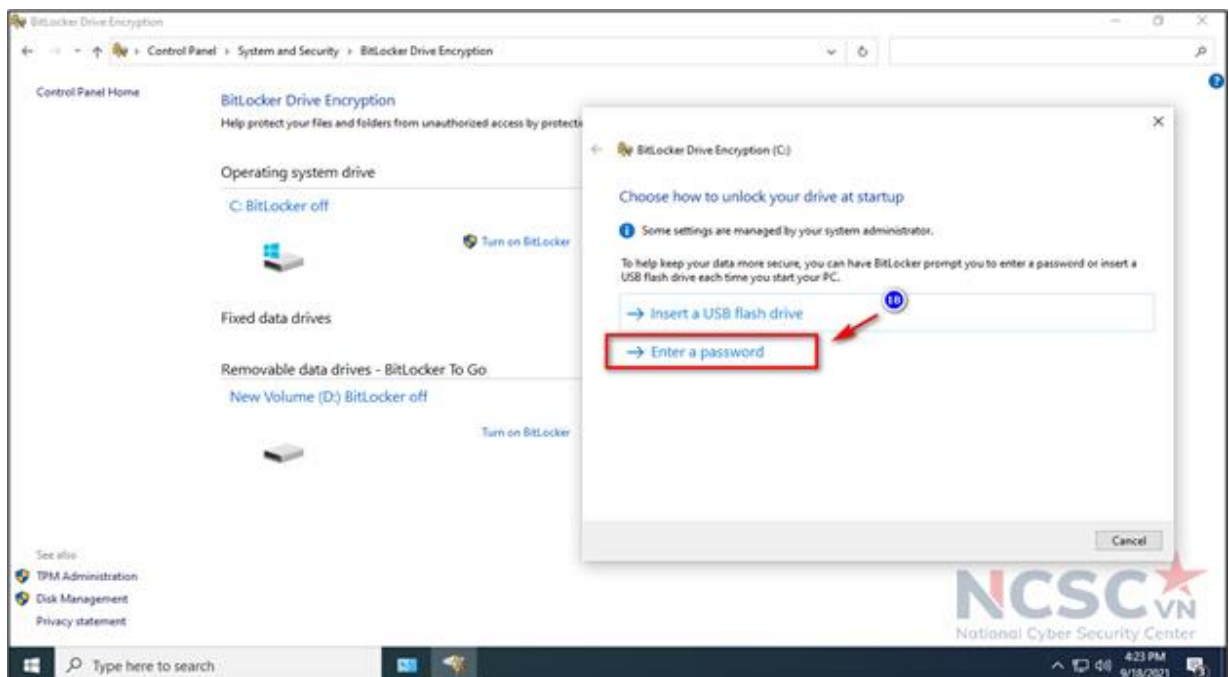 BitLocker Drive Encryption
Control Panel › System and Security › BitLocker Drive Encryption
Control Panel Home
BitLocker Drive Encryption
Help protect your files and folders from unauthorized access by protecti
Operating system drive
C: BitLocker off
Turn on BitLocker
Fixed data drives
Removable data drives - BitLocker To Go
New Volume (D:) BitLocker off
Turn on BitLocker
See also
TPM Administration
Disk Management
Privacy statement
BitLocker Drive Encryption (C:)
Choose how to unlock your drive at startup
Some settings are managed by your system administrator.
To help keep your data more secure, you can have BitLocker prompt you to enter a password or insert a
USB flash drive each time you start your PC.
→ Insert a USB flash drive
→ Enter a password
Cancel
NCSC VN
National Cyber Security Center
Type here to search
4:23 PM
9/18/2021